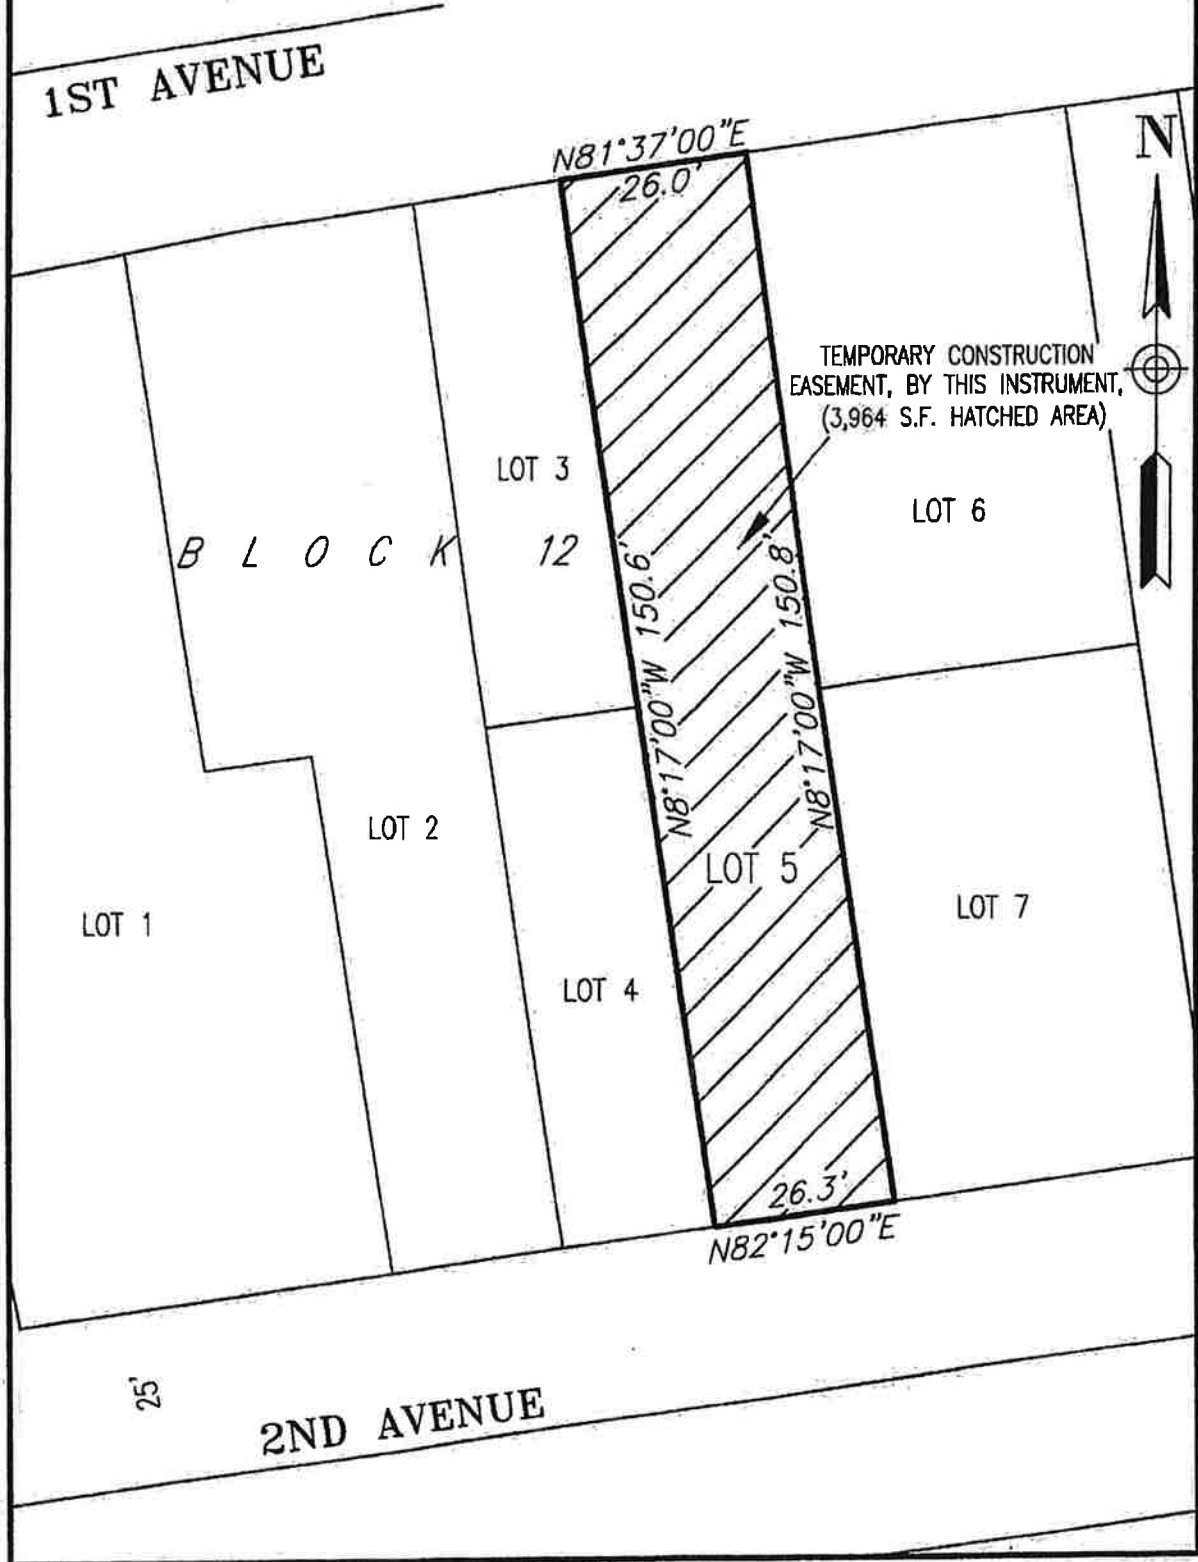 1ST AVENUE
N81°37'00"E
26.0'
N
TEMPORARY CONSTRUCTION
EASEMENT, BY THIS INSTRUMENT,
(3,964 S.F. HATCHED AREA)
LOT 3
LOT 6
BLOCK 12
N8°17'00"W 150.6'
N8°17'00"W 150.8'
LOT 2
LOT 5
LOT 1
LOT 7
LOT 4
26.3'
N82°15'00"E
25'
2ND AVENUE